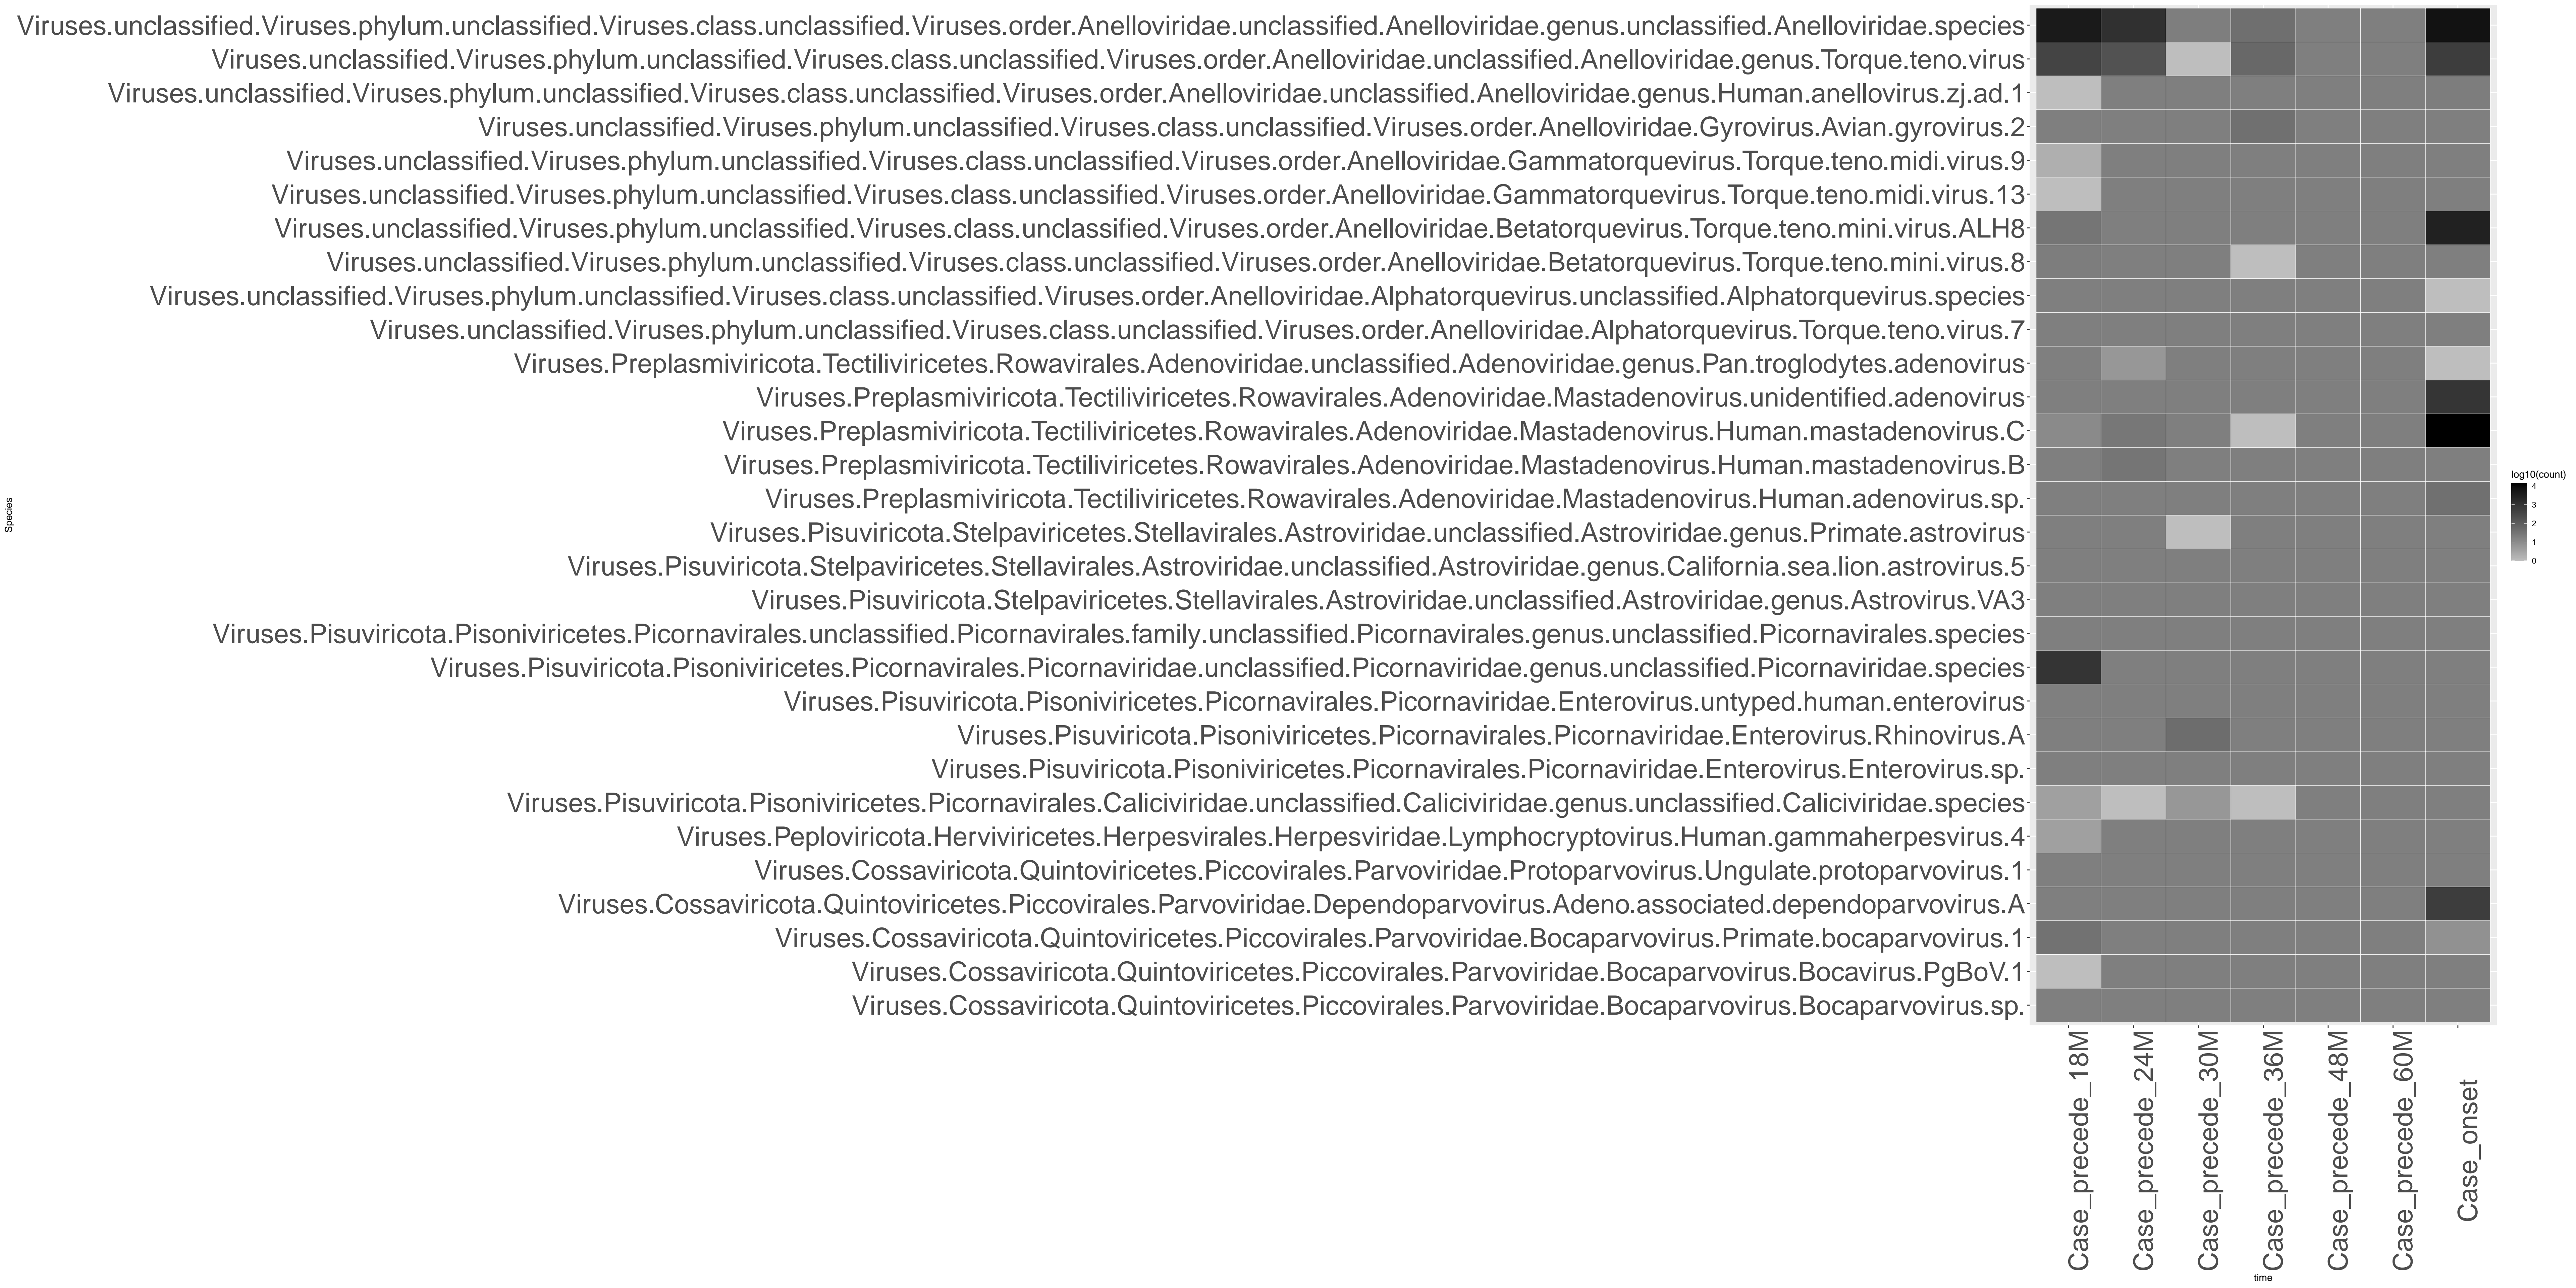 Viruses.unclassified.Viruses.phylum.unclassified.Viruses.class.unclassified.Viruses.order.Anelloviridae.unclassified.Anelloviridae.genus.unclassified.Anelloviridae.species
Viruses.unclassified.Viruses.phylum.unclassified.Viruses.class.unclassified.Viruses.order.Anelloviridae.unclassified.Anelloviridae.genus.Torque.teno.virus
Viruses.unclassified.Viruses.phylum.unclassified.Viruses.class.unclassified.Viruses.order.Anelloviridae.unclassified.Anelloviridae.genus.Human.anellovirus.zj.ad.1
Viruses.unclassified.Viruses.phylum.unclassified.Viruses.class.unclassified.Viruses.order.Anelloviridae.Gyrovirus.Avian.gyrovirus.2
Viruses.unclassified.Viruses.phylum.unclassified.Viruses.class.unclassified.Viruses.order.Anelloviridae.Gammatorquevirus.Torque.teno.midi.virus.9
Viruses.unclassified.Viruses.phylum.unclassified.Viruses.class.unclassified.Viruses.order.Anelloviridae.Gammatorquevirus.Torque.teno.midi.virus.13
Viruses.unclassified.Viruses.phylum.unclassified.Viruses.class.unclassified.Viruses.order.Anelloviridae.Betatorquevirus.Torque.teno.mini.virus.ALH8
Viruses.unclassified.Viruses.phylum.unclassified.Viruses.class.unclassified.Viruses.order.Anelloviridae.Betatorquevirus.Torque.teno.mini.virus.8
Viruses.unclassified.Viruses.phylum.unclassified.Viruses.class.unclassified.Viruses.order.Anelloviridae.Alphatorquevirus.unclassified.Alphatorquevirus.species
Viruses.unclassified.Viruses.phylum.unclassified.Viruses.class.unclassified.Viruses.order.Anelloviridae.Alphatorquevirus.Torque.teno.virus.7
Viruses.Preplasmiviricota.Tectiliviricetes.Rowavirales.Adenoviridae.unclassified.Adenoviridae.genus.Pan.troglodytes.adenovirus
Viruses.Preplasmiviricota.Tectiliviricetes.Rowavirales.Adenoviridae.Mastadenovirus.unidentified.adenovirus
Viruses.Preplasmiviricota.Tectiliviricetes.Rowavirales.Adenoviridae.Mastadenovirus.Human.mastadenovirus.C
Viruses.Preplasmiviricota.Tectiliviricetes.Rowavirales.Adenoviridae.Mastadenovirus.Human.mastadenovirus.B
Viruses.Preplasmiviricota.Tectiliviricetes.Rowavirales.Adenoviridae.Mastadenovirus.Human.adenovirus.sp.
Viruses.Pisuviricota.Stelpaviricetes.Stellavirales.Astroviridae.unclassified.Astroviridae.genus.Primate.astrovirus
Viruses.Pisuviricota.Stelpaviricetes.Stellavirales.Astroviridae.unclassified.Astroviridae.genus.California.sea.lion.astrovirus.5
Viruses.Pisuviricota.Stelpaviricetes.Stellavirales.Astroviridae.unclassified.Astroviridae.genus.Astrovirus.VA3
Viruses.Pisuviricota.Pisoniviricetes.Picornavirales.unclassified.Picornavirales.family.unclassified.Picornavirales.genus.unclassified.Picornavirales.species
Viruses.Pisuviricota.Pisoniviricetes.Picornavirales.Picornaviridae.unclassified.Picornaviridae.genus.unclassified.Picornaviridae.species
Viruses.Pisuviricota.Pisoniviricetes.Picornavirales.Picornaviridae.Enterovirus.untyped.human.enterovirus
Viruses.Pisuviricota.Pisoniviricetes.Picornavirales.Picornaviridae.Enterovirus.Rhinovirus.A
Viruses.Pisuviricota.Pisoniviricetes.Picornavirales.Picornaviridae.Enterovirus.Enterovirus.sp.
Viruses.Pisuviricota.Pisoniviricetes.Picornavirales.Caliciviridae.unclassified.Caliciviridae.genus.unclassified.Caliciviridae.species
Viruses.Peploviricota.Herviviricetes.Herpesvirales.Herpesviridae.Lymphocryptovirus.Human.gammaherpesvirus.4
Viruses.Cossaviricota.Quintoviricetes.Piccovirales.Parvoviridae.Protoparvovirus.Ungulate.protoparvovirus.1
Viruses.Cossaviricota.Quintoviricetes.Piccovirales.Parvoviridae.Dependoparvovirus.Adeno.associated.dependoparvovirus.A
Viruses.Cossaviricota.Quintoviricetes.Piccovirales.Parvoviridae.Bocaparvovirus.Primate.bocaparvovirus.1
Viruses.Cossaviricota.Quintoviricetes.Piccovirales.Parvoviridae.Bocaparvovirus.Bocavirus.PgBoV.1
Viruses.Cossaviricota.Quintoviricetes.Piccovirales.Parvoviridae.Bocaparvovirus.Bocaparvovirus.sp.
Species
Case_precede_18M
Case_precede_24M
Case_precede_30M
Case_precede_36M
Case_precede_48M
Case_precede_60M
Case_onset
time
log10(count)
4
3
2
1
0